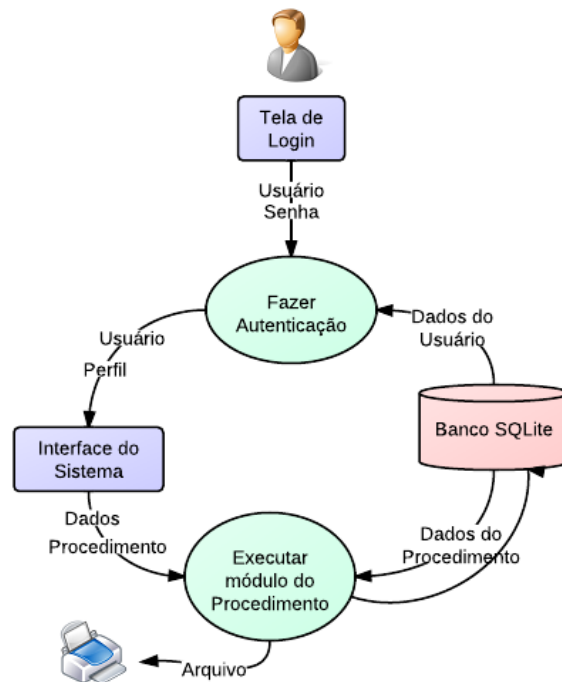 Tela de
Login
Usuário
Senha
Fazer
Autenticação
Dados do
Usuário
Usuário
Perfil
Banco SQLite
Interface do
Sistema
Dados
Procedimento
Dados do
Procedimento
Executar
módulo do
Procedimento
Arquivo